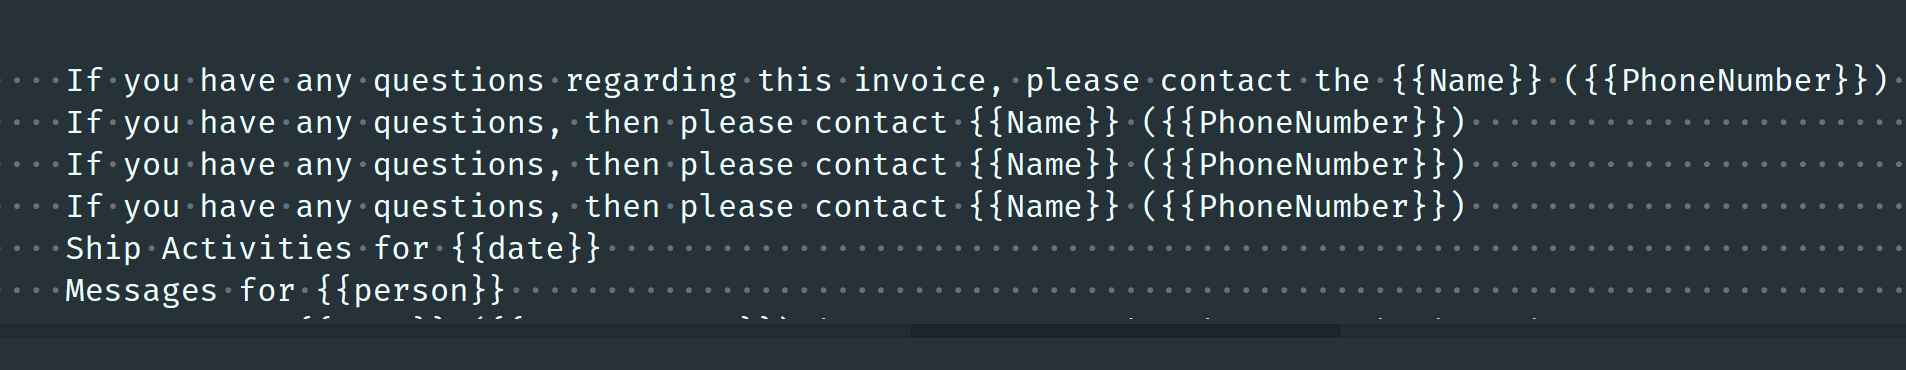 If you have any questions regarding this invoice, please contact the {{Name}} ({{PhoneNumber}})
If you have any questions, then please contact {{Name}} ({{PhoneNumber}})
If you have any questions, then please contact {{Name}} ({{PhoneNumber}})
If you have any questions, then please contact {{Name}} ({{PhoneNumber}})
Ship Activities for {{date}}
Messages for {{person}}